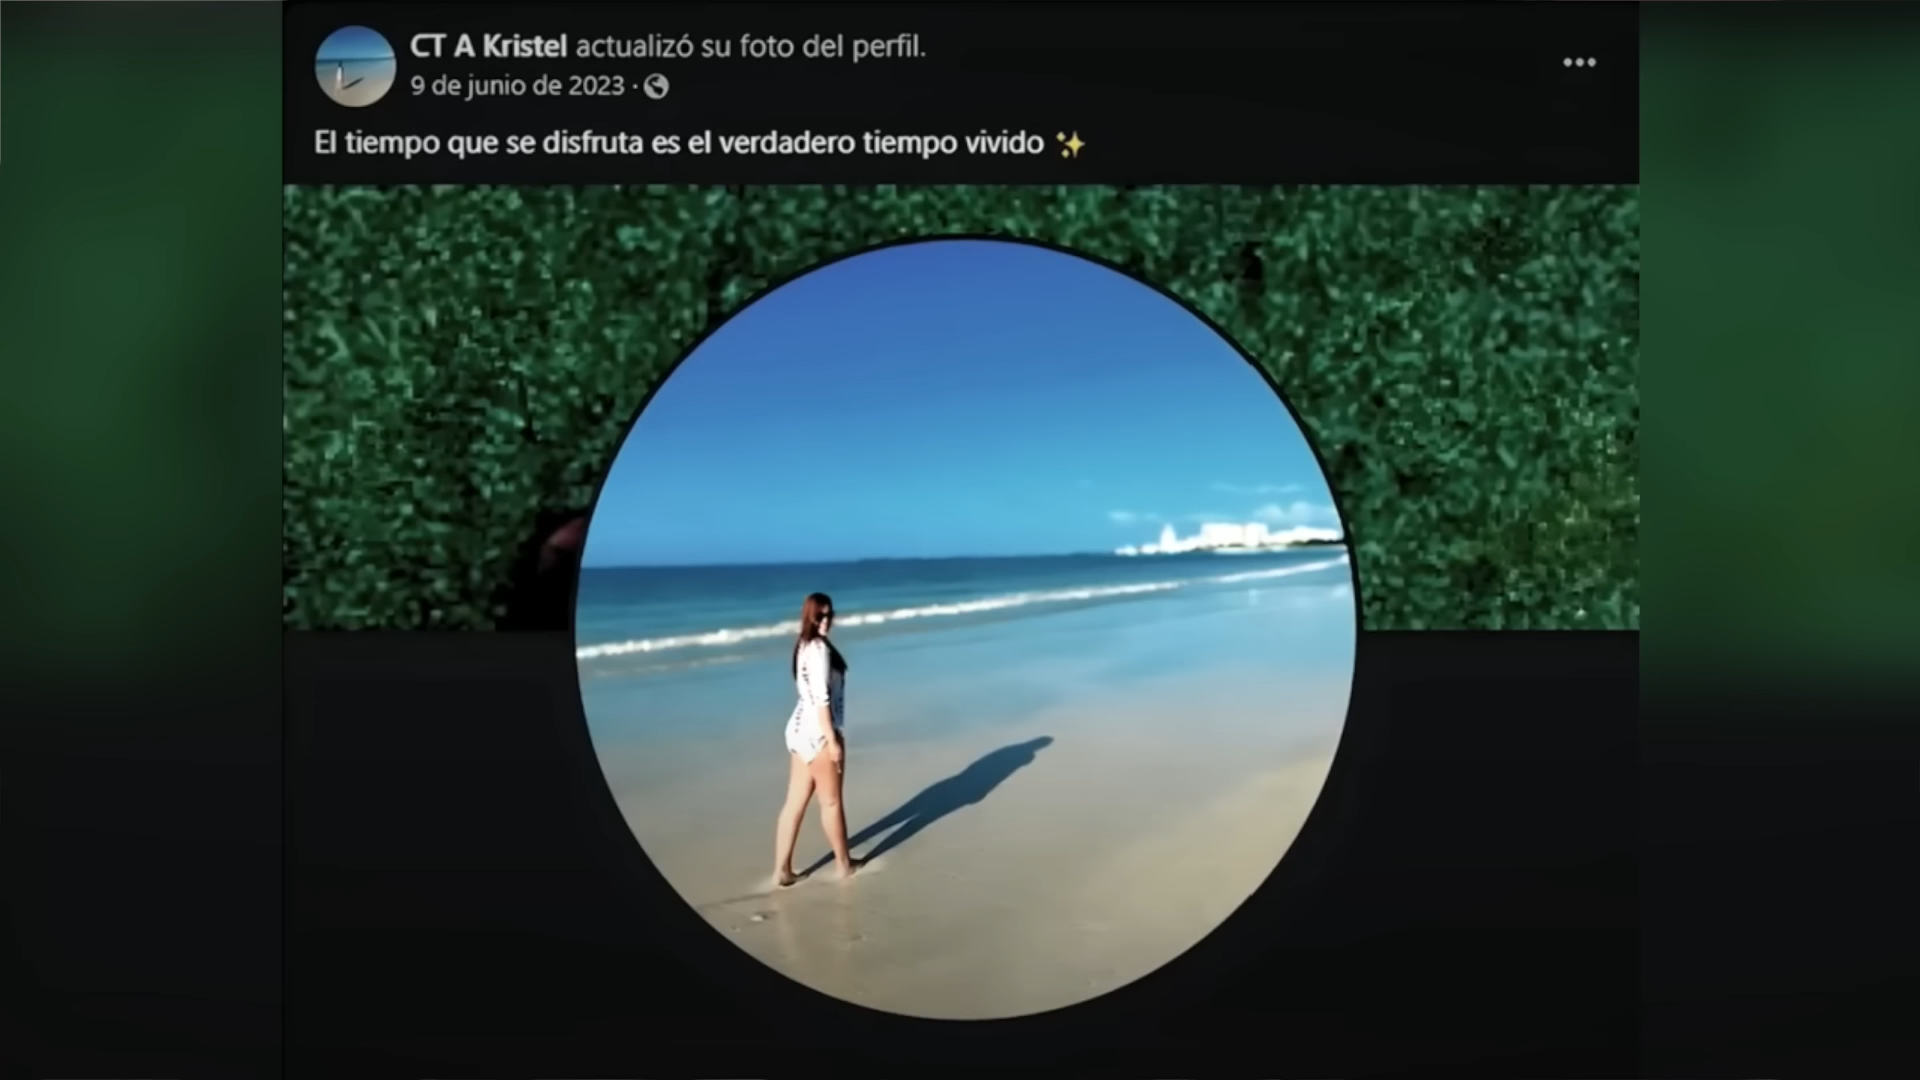 CT A Kristel actualizó su foto del perfil.
9 de junio de 2023 ·
El tiempo que se disfruta es el verdadero tiempo vivido ✨